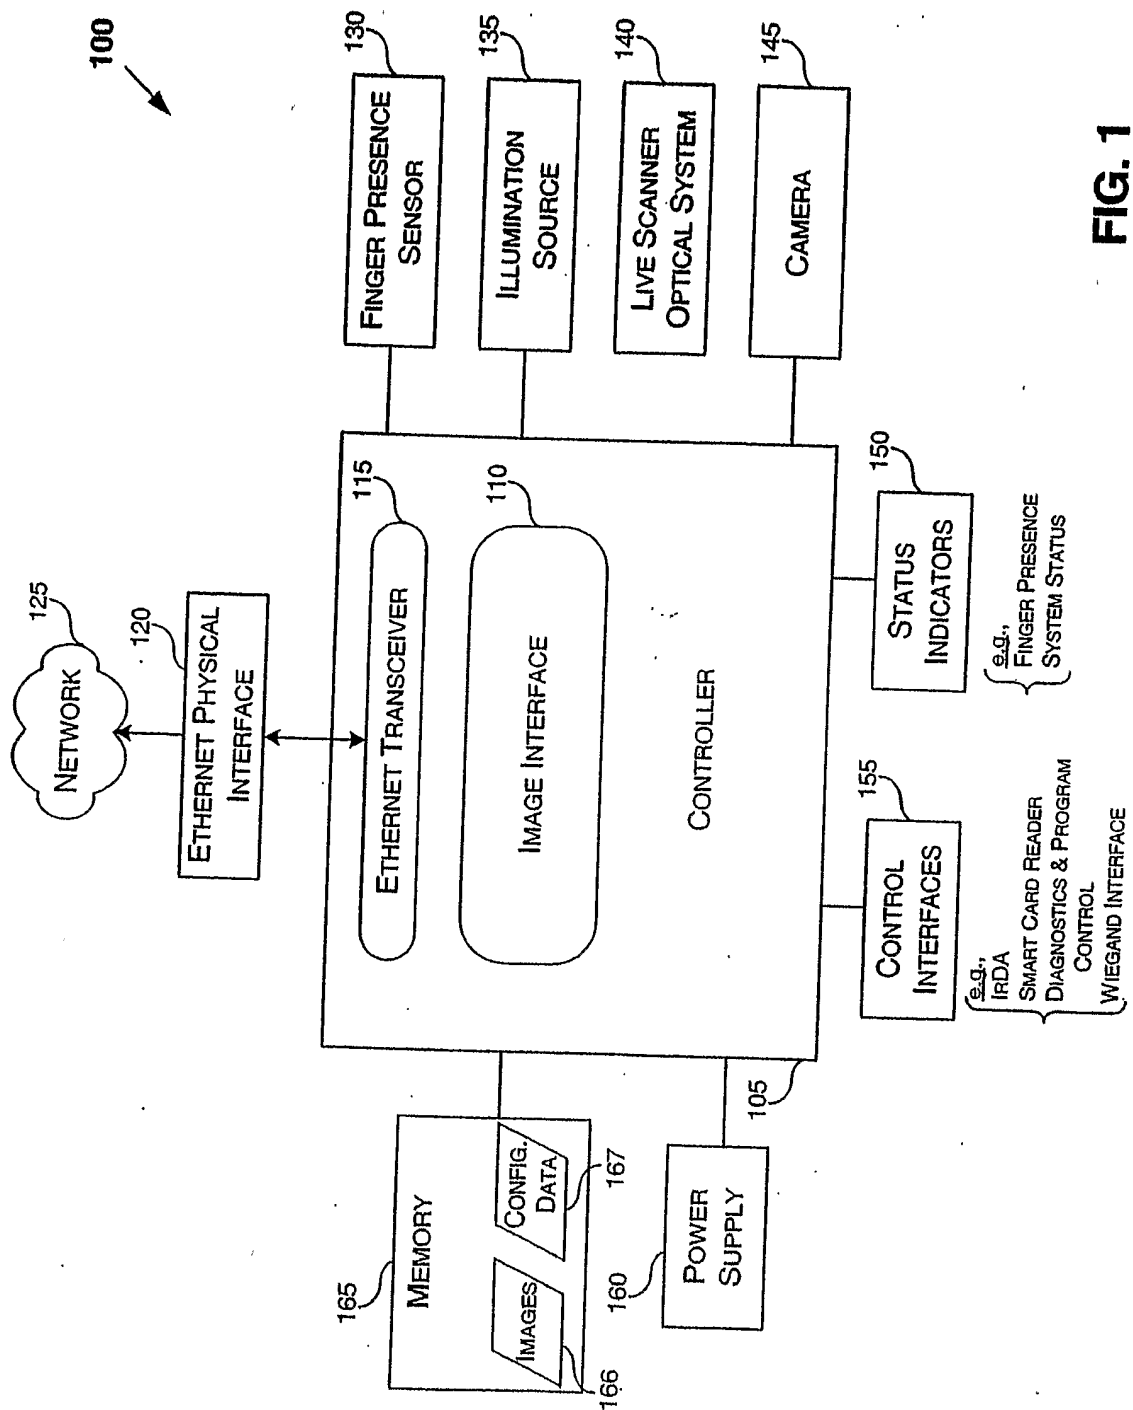 100
125
NETWORK
120
ETHERNET PHYSICAL
INTERFACE
115
ETHERNET TRANSCEIVER
110
IMAGE INTERFACE
CONTROLLER
105
130
FINGER PRESENCE
SENSOR
135
ILLUMINATION
SOURCE
140
LIVE SCANNER
OPTICAL SYSTEM
145
CAMERA
165
MEMORY
IMAGES
166
CONFIG.
DATA
167
160
POWER
SUPPLY
155
CONTROL
INTERFACES
e.g.,
IRDA
SMART CARD READER
DIAGNOSTICS & PROGRAM
CONTROL
WIEGAND INTERFACE
150
STATUS
INDICATORS
e.g.,
FINGER PRESENCE
SYSTEM STATUS
FIG. 1